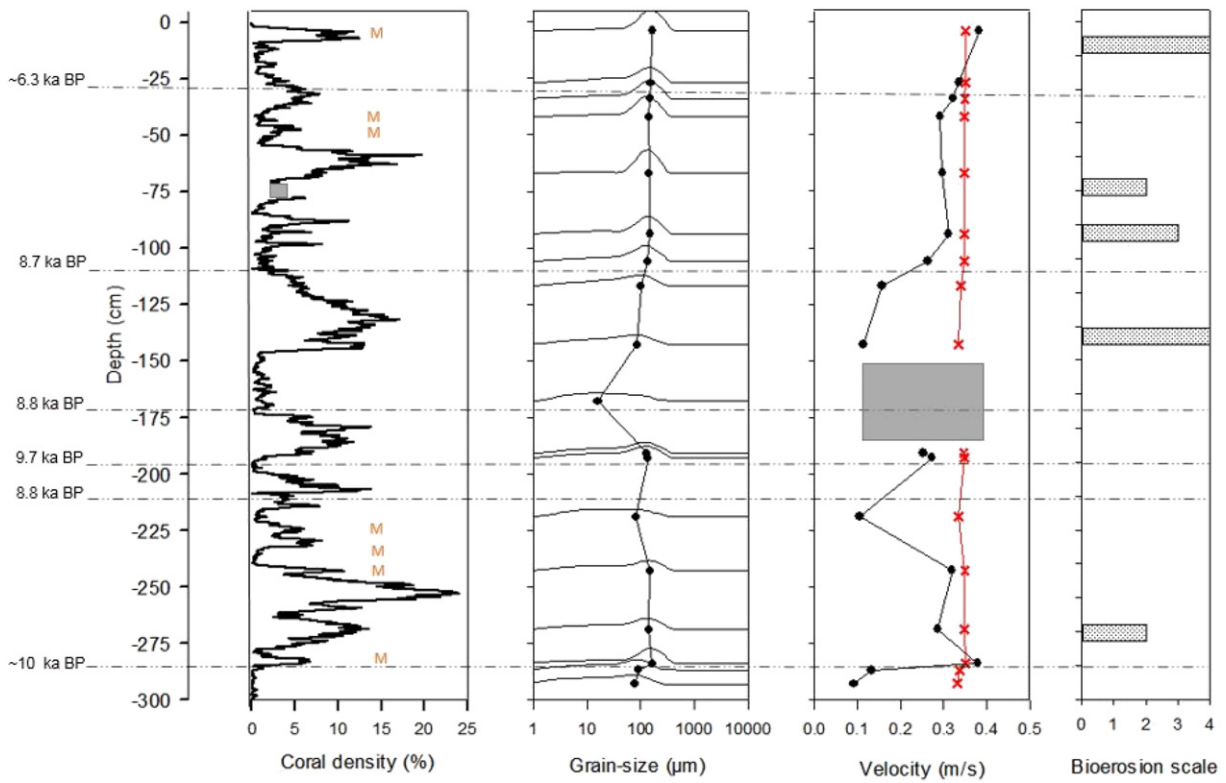 0
M
~6.3 ka BP
-25
M
-50
M
-75
-100
8.7 ka BP
Depth (cm)
-125
-150
8.8 ka BP
-175
9.7 ka BP
-200
8.8 ka BP
-225
M
M
M
-250
-275
M
~10 ka BP
-300
0 5 10 15 20 25
1 10 100 1000 10000
0.0 0.1 0.2 0.3 0.4 0.5
0 1 2 3 4
Coral density (%)
Grain-size (µm)
Velocity (m/s)
Bioerosion scale